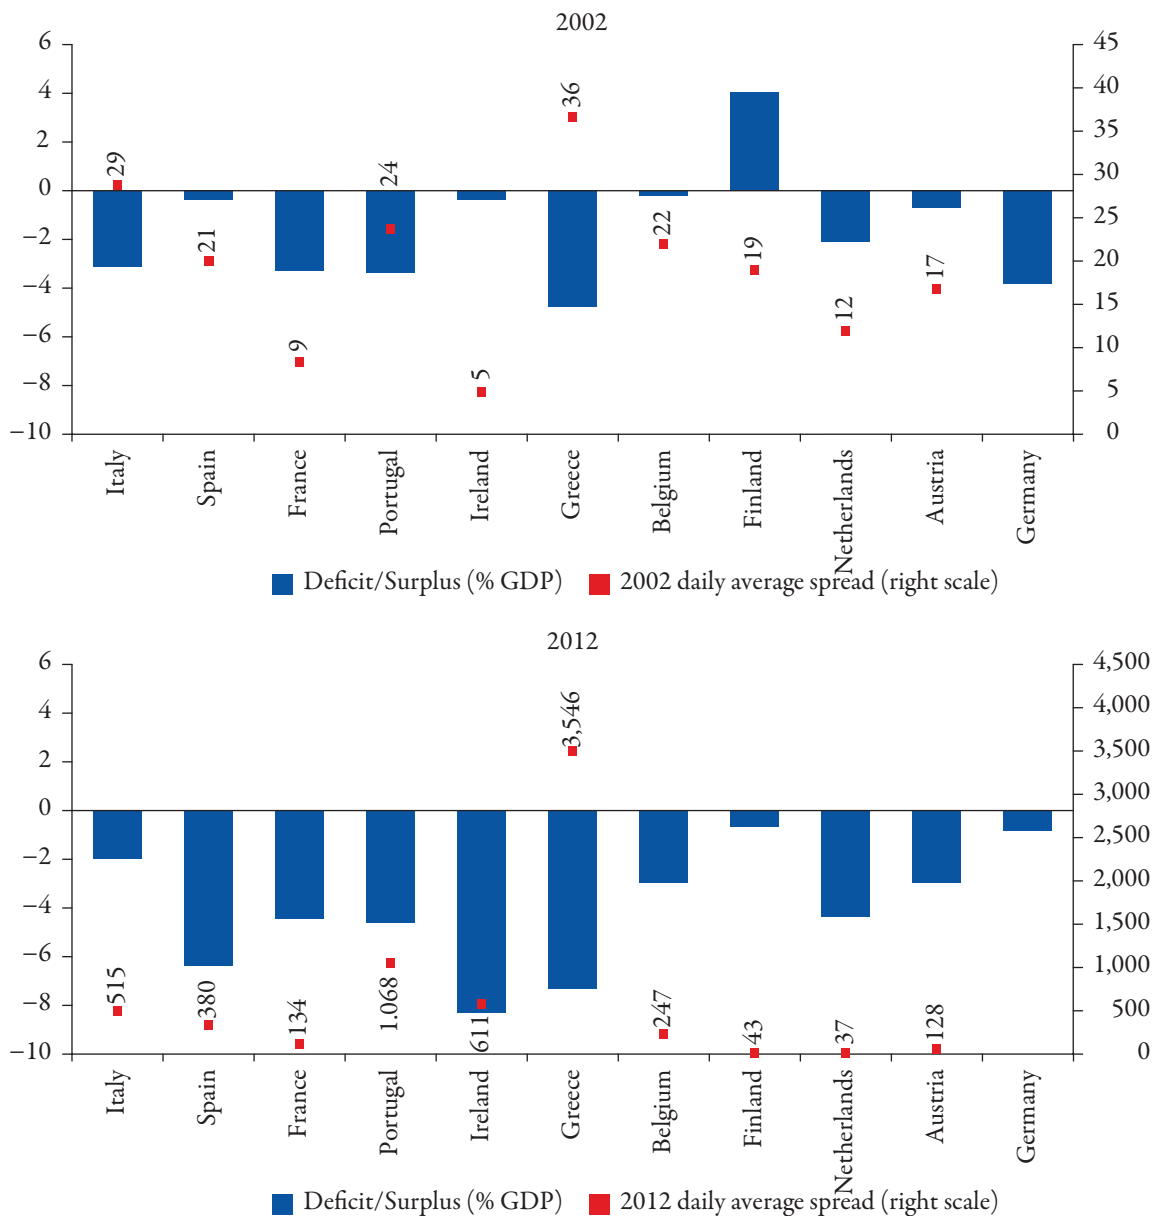 2002
6
4
2
0
−2
−4
−6
−8
−10
45
40
35
30
25
20
15
10
5
0
29
21
9
24
5
36
22
19
12
17
Italy
Spain
France
Portugal
Ireland
Greece
Belgium
Finland
Netherlands
Austria
Germany
Deficit/Surplus (% GDP)
2002 daily average spread (right scale)
2012
6
4
2
0
−2
−4
−6
−8
−10
4,500
4,000
3,500
3,000
2,500
2,000
1,500
1,000
500
0
515
380
134
1.068
611
3,546
247
43
37
128
Italy
Spain
France
Portugal
Ireland
Greece
Belgium
Finland
Netherlands
Austria
Germany
Deficit/Surplus (% GDP)
2012 daily average spread (right scale)